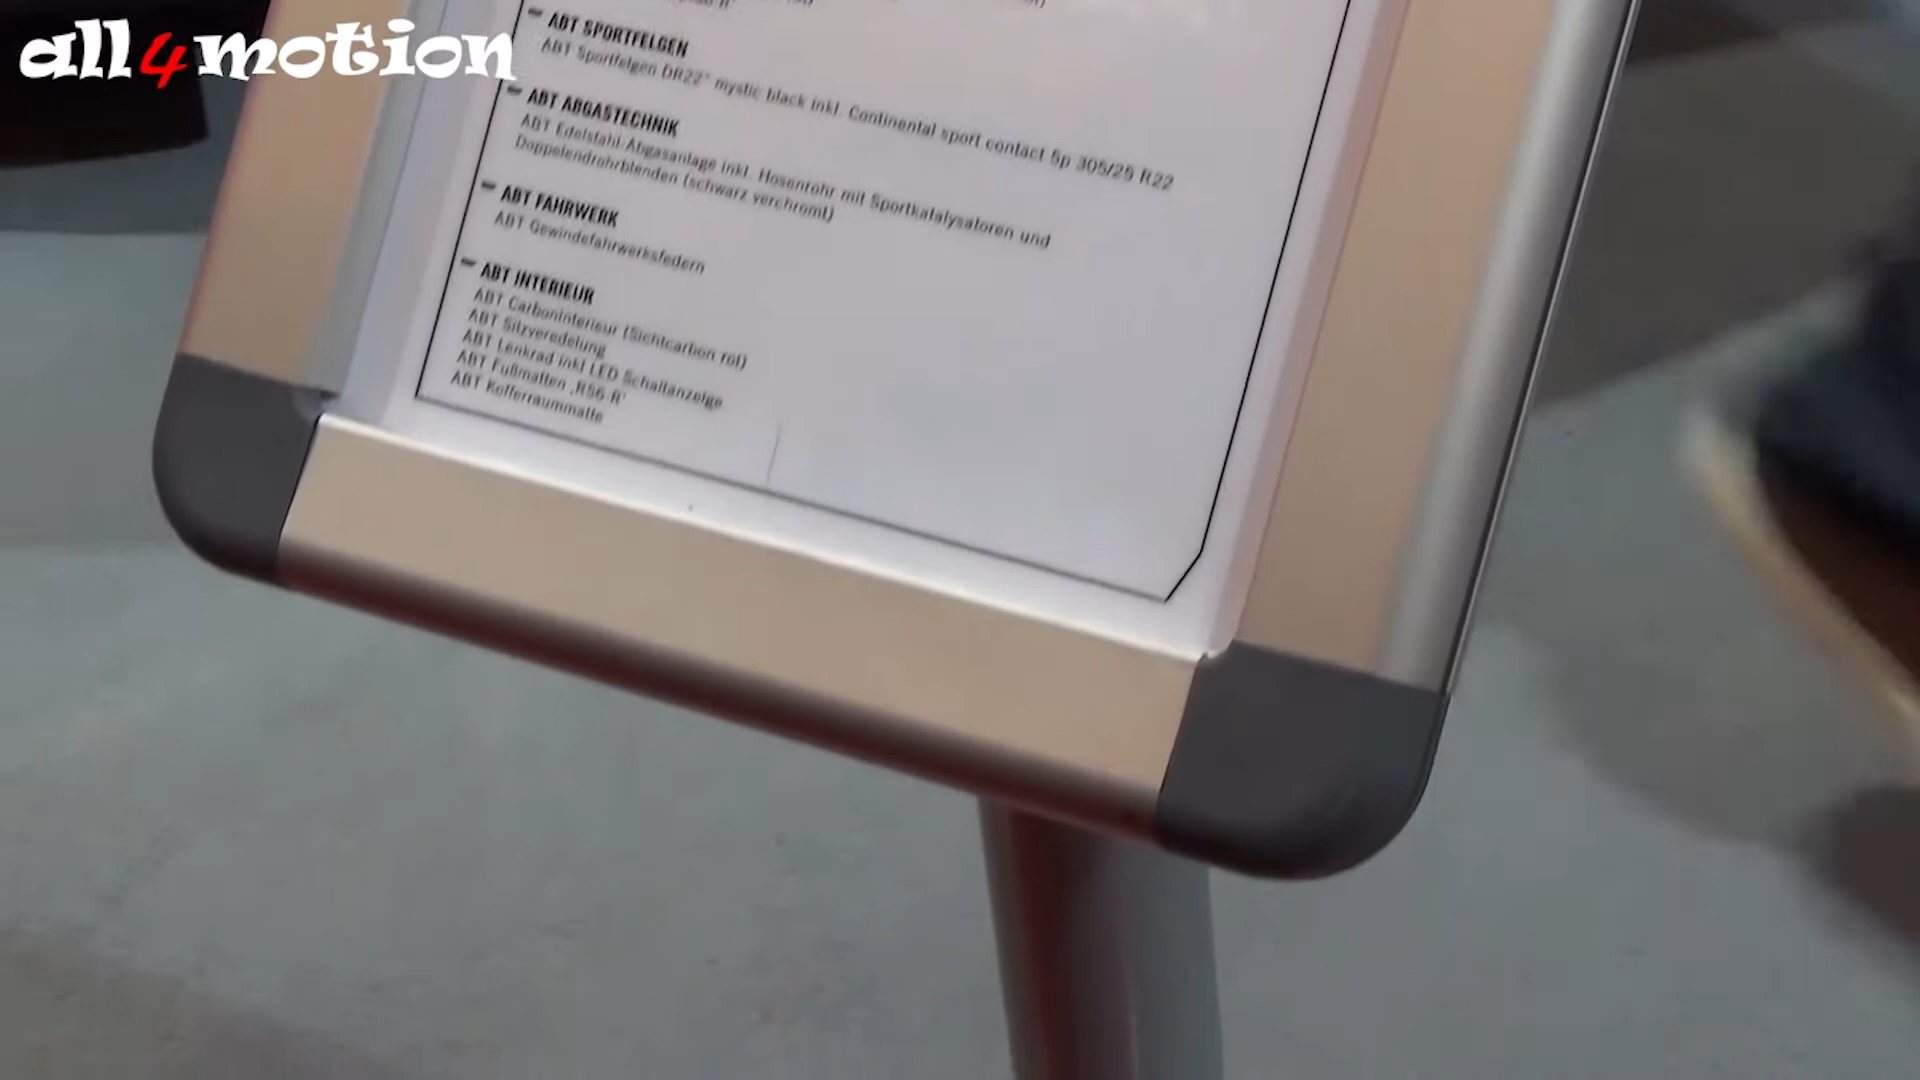 all4motion
ABT SPORTFELGEN
ABT Sportfelgen DR22" mystic black inkl. Continental sport contact 5p 305/25 R22
ABT ABGASTECHNIK
ABT Edelstahl-Abgasanlage inkl. Hosenrohr mit Sportkatalysatoren und
Doppelendrohrblenden (schwarz verchromt)
ABT FAHRWERK
ABT Gewindefahrwerksfedern
ABT INTERIEUR
ABT Carboninterieur (Sichtcarbon rot)
ABT Sitzveredelung
ABT Lenkrad inkl LED Schaltanzeige
ABT Fußmatten ‚RS6-R'
ABT Kofferraummatte